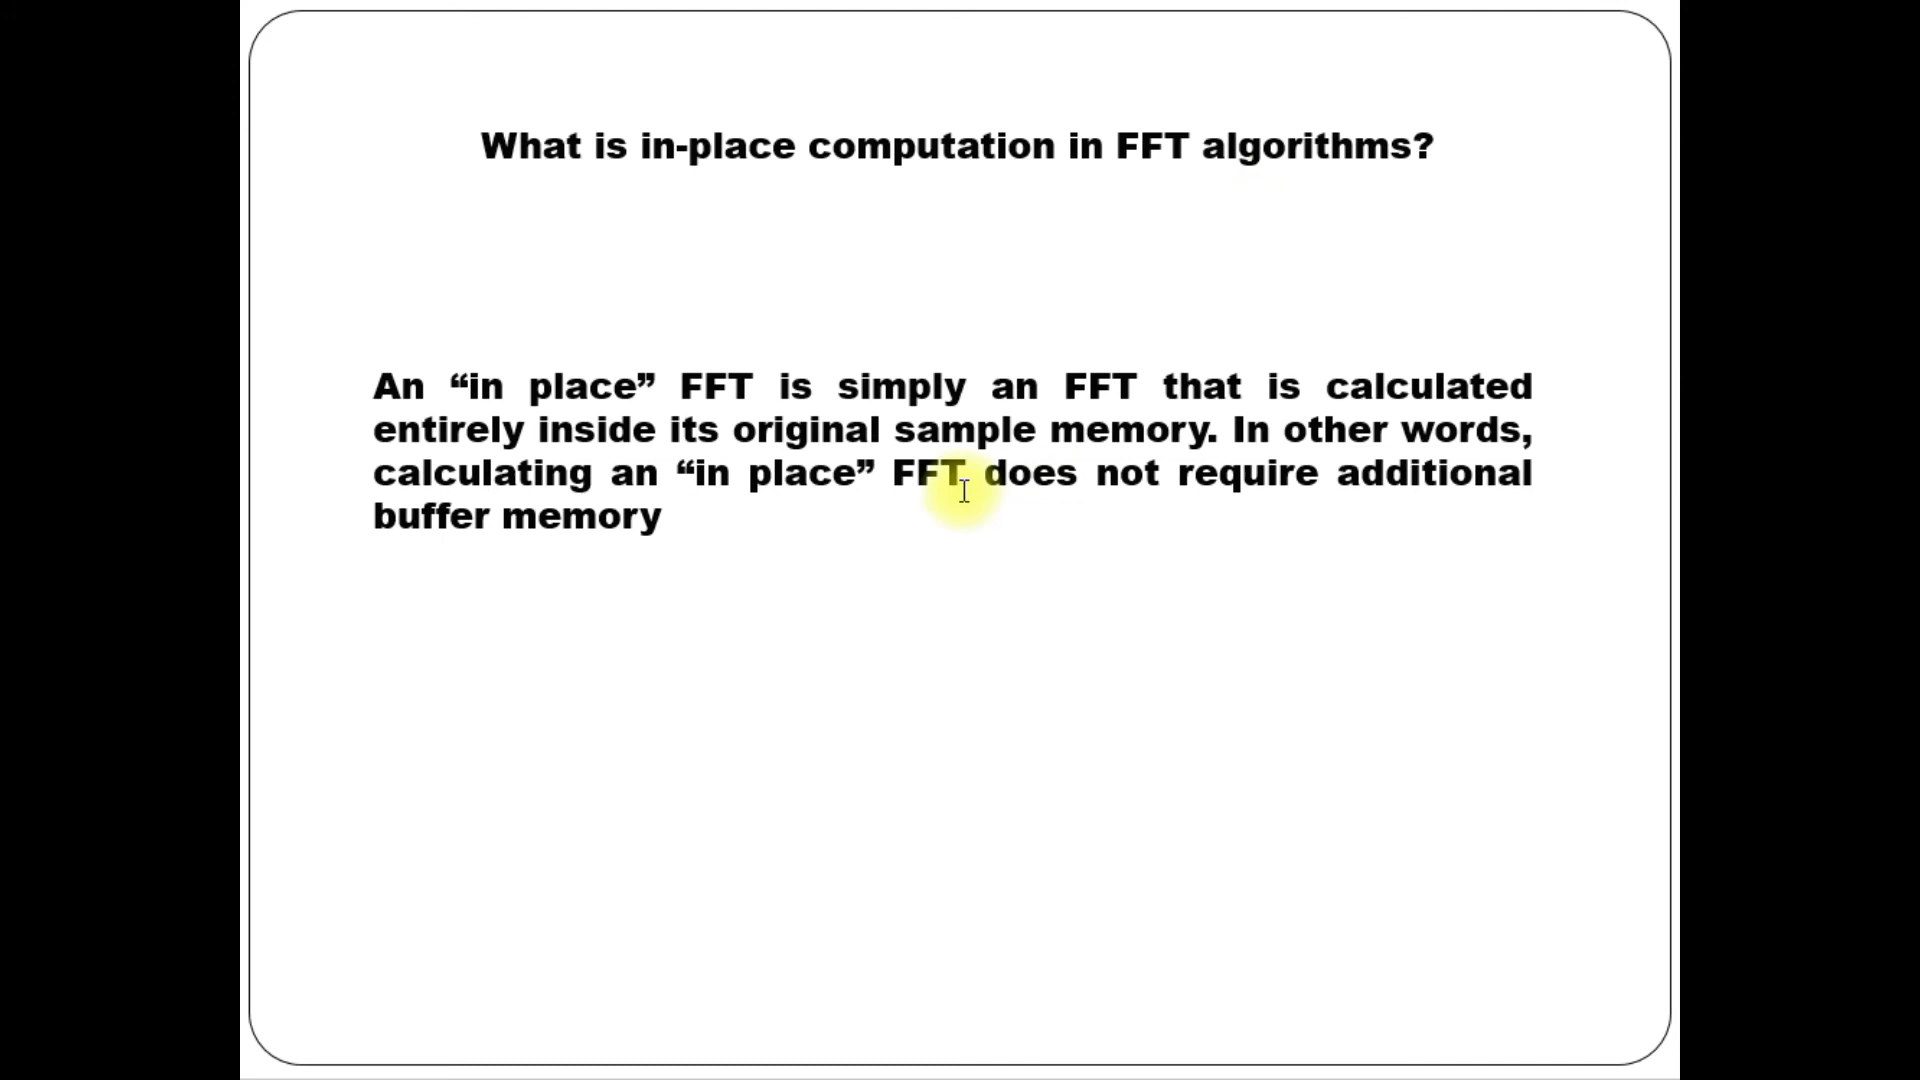 What is in-place computation in FFT algorithms?
An “in place” FFT is simply an FFT that is calculated
entirely inside its original sample memory. In other words,
calculating an “in place” FFT does not require additional
buffer memory